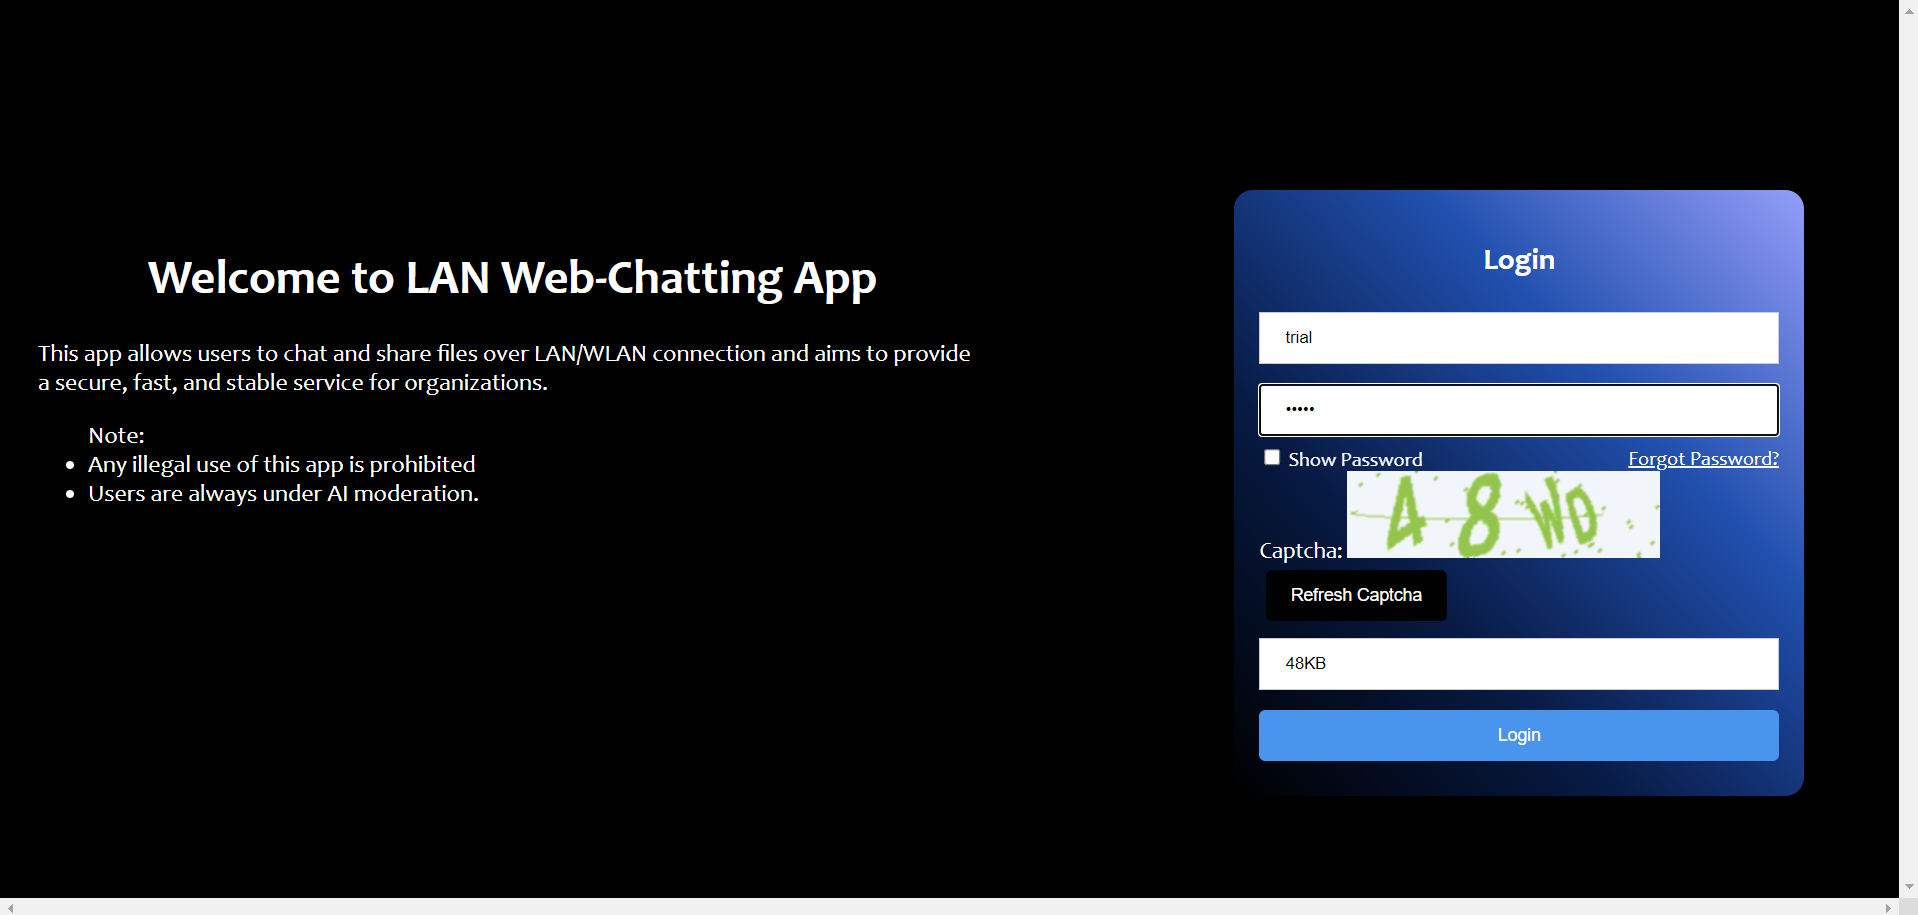 Welcome to LAN Web-Chatting App
This app allows users to chat and share files over LAN/WLAN connection and aims to provide
a secure, fast, and stable service for organizations.
Note:
Any illegal use of this app is prohibited
Users are always under AI moderation.
Login
trial
•••••
Show Password
Forgot Password?
Captcha:
Refresh Captcha
48KB
Login